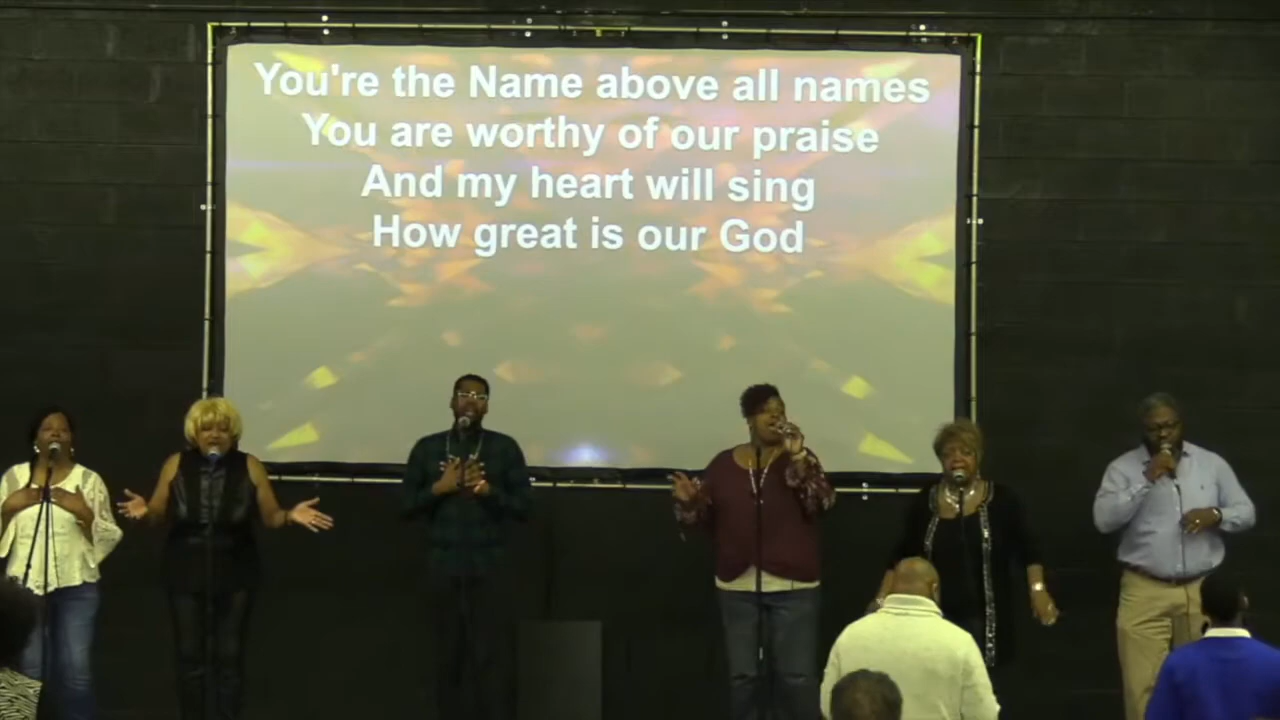 You're the Name above all names
You are worthy of our praise
And my heart will sing
How great is our God